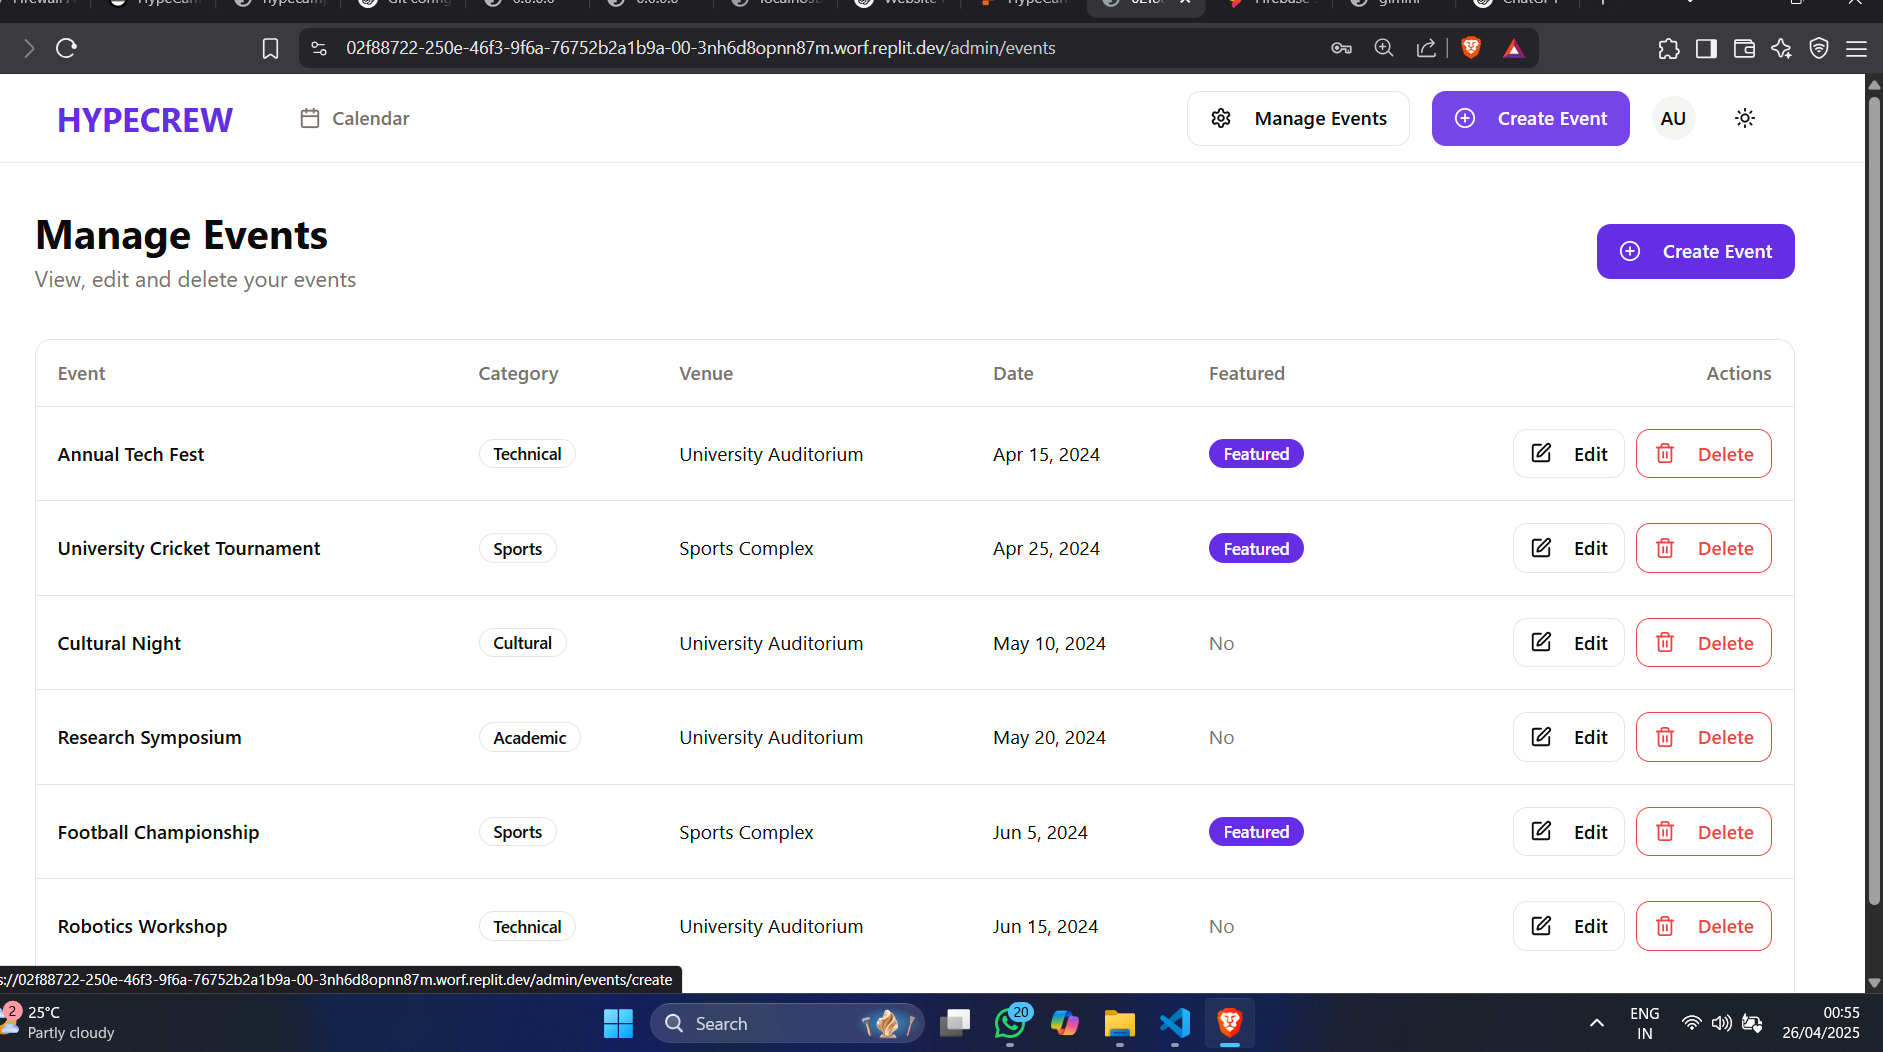 02f88722-250e-46f3-9f6a-76752b2a1b9a-00-3nh6d8opnn87m.worf.replit.dev/admin/events
HYPECREW
Calendar
Manage Events
Create Event
AU
Manage Events
View, edit and delete your events
Create Event
Event Category Venue Date Featured Actions
Annual Tech Fest Technical University Auditorium Apr 15, 2024 Featured Edit Delete
University Cricket Tournament Sports Sports Complex Apr 25, 2024 Featured Edit Delete
Cultural Night Cultural University Auditorium May 10, 2024 No Edit Delete
Research Symposium Academic University Auditorium May 20, 2024 No Edit Delete
Football Championship Sports Sports Complex Jun 5, 2024 Featured Edit Delete
Robotics Workshop Technical University Auditorium Jun 15, 2024 No Edit Delete
s://02f88722-250e-46f3-9f6a-76752b2a1b9a-00-3nh6d8opnn87m.worf.replit.dev/admin/events/create
2
25°C
Partly cloudy
Search
20
ENG
IN
00:55
26/04/2025